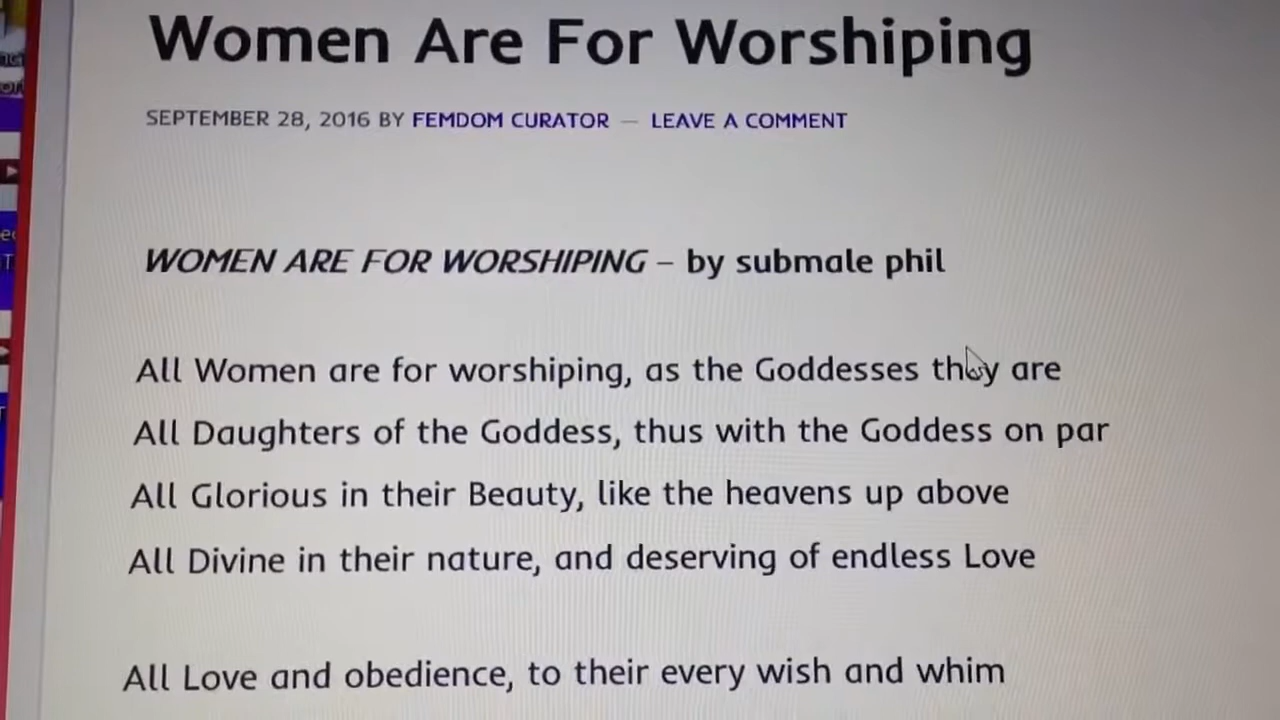 Women Are For Worshiping
SEPTEMBER 28, 2016 BY FEMDOM CURATOR — LEAVE A COMMENT
WOMEN ARE FOR WORSHIPING – by submale phil
All Women are for worshiping, as the Goddesses they are
All Daughters of the Goddess, thus with the Goddess on par
All Glorious in their Beauty, like the heavens up above
All Divine in their nature, and deserving of endless Love
All Love and obedience, to their every wish and whim